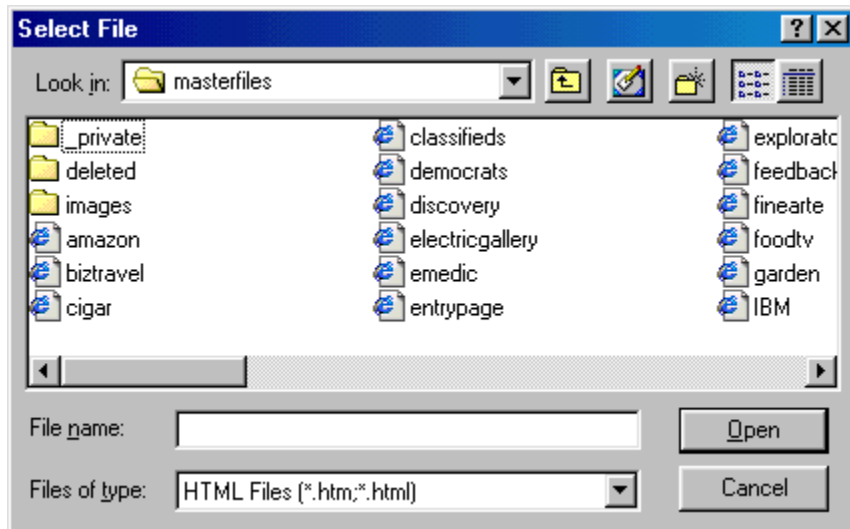 Select File
Look in: masterfiles
_private
deleted
images
amazon
biztravel
cigar
classifieds
democrats
discovery
electricgallery
emedic
entrypage
exploratc
feedback
finearte
foodtv
garden
IBM
File name:
Open
Files of type: HTML Files (*.htm;*.html)
Cancel